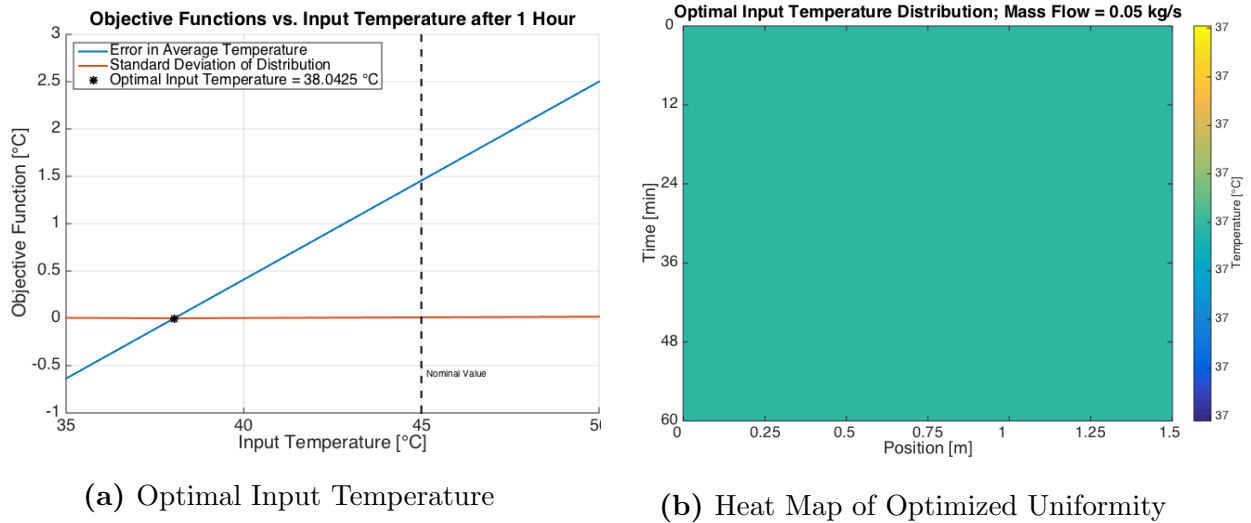 Objective Functions vs. Input Temperature after 1 Hour
3
2.5
2
1.5
1
0.5
0
-0.5
-1
Objective Function [°C]
Error in Average Temperature
Standard Deviation of Distribution
Optimal Input Temperature = 38.0425 °C
Nominal Value
35
40
45
Input Temperature [°C]
(a) Optimal Input Temperature
Optimal Input Temperature Distribution; Mass Flow = 0.05 kg/s
0
12
24
36
48
60
Time [min]
0
0.25
0.5
0.75
1
1.25
1.5
Position [m]
37
37
37
37
37
37
37
37
37
Temperature [°C]
(b) Heat Map of Optimized Uniformity